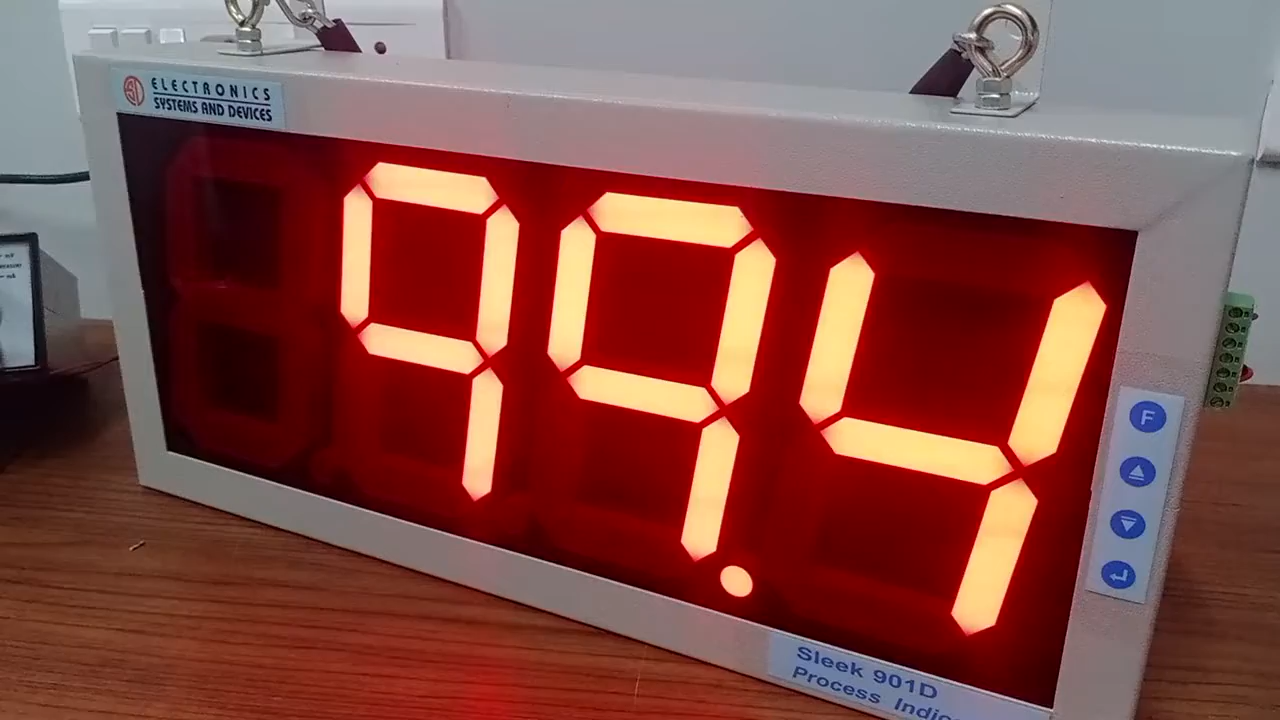 ELECTRONICS
SYSTEMS AND DEVICES
99.4
F
Sleek 901D
Process